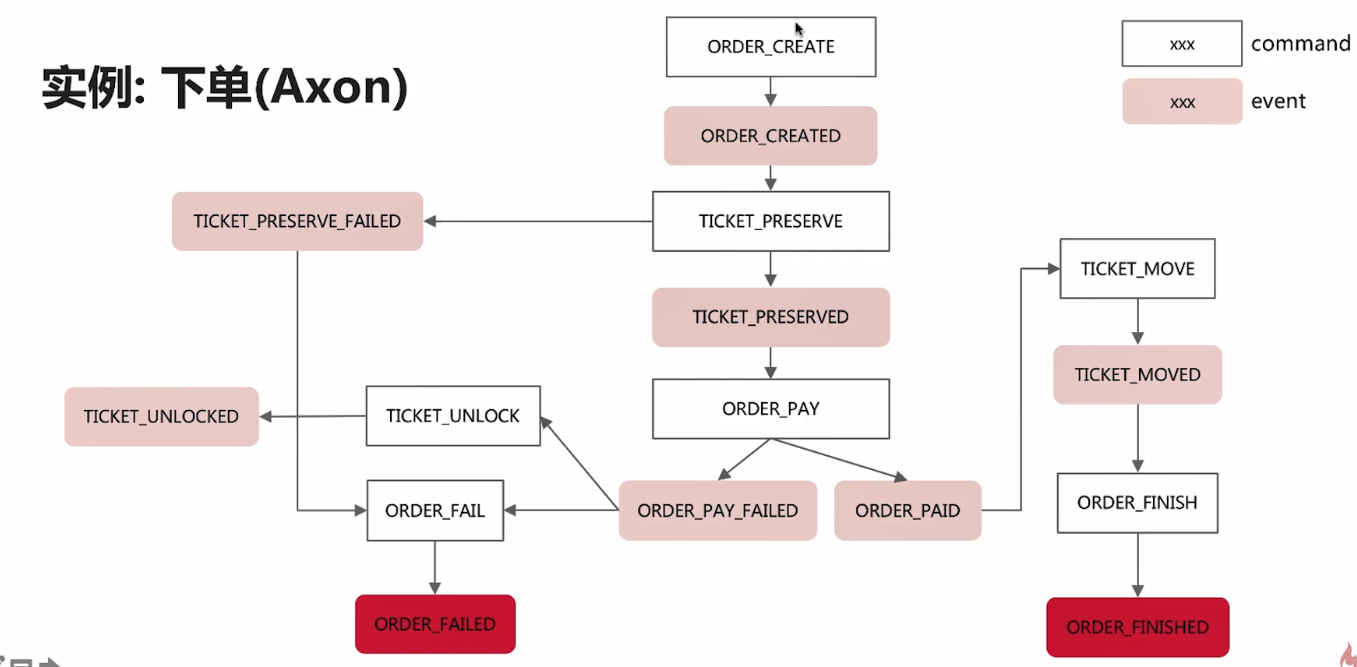 实例: 下单(Axon)
ORDER_CREATE
xxx
command
xxx
event
ORDER_CREATED
TICKET_PRESERVE_FAILED
TICKET_PRESERVE
TICKET_MOVE
TICKET_PRESERVED
TICKET_MOVED
TICKET_UNLOCKED
TICKET_UNLOCK
ORDER_PAY
ORDER_FAIL
ORDER_PAY_FAILED
ORDER_PAID
ORDER_FINISH
ORDER_FAILED
ORDER_FINISHED